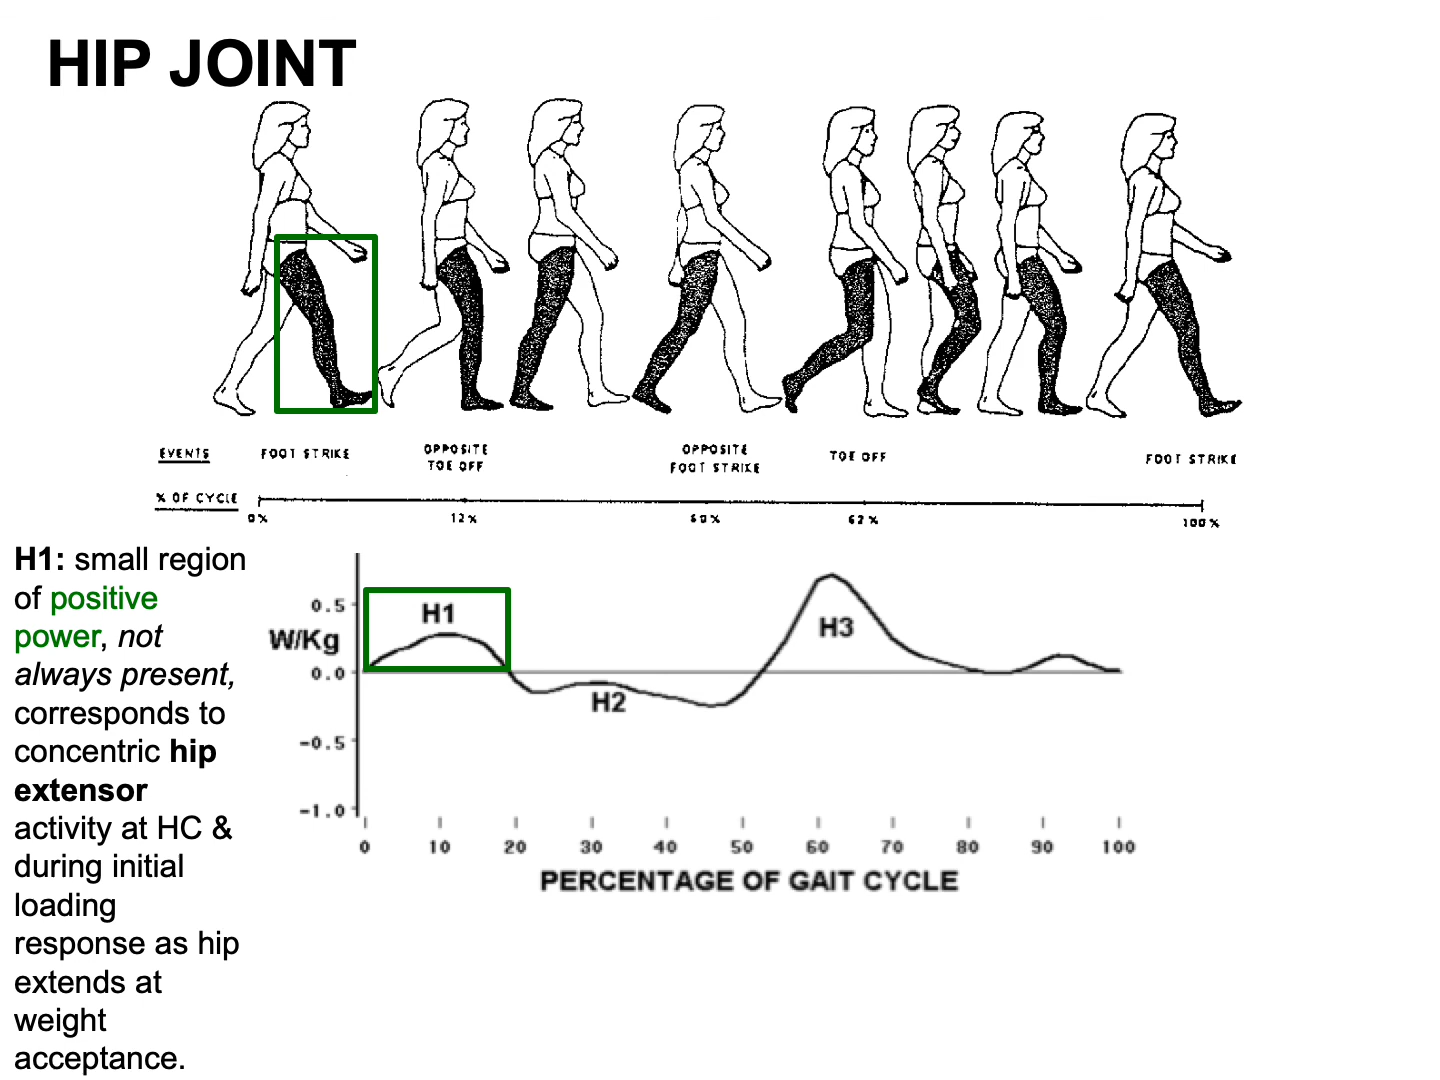 HIP JOINT
EVENTS
FOOT STRIKE
OPPOSITE
TOE OFF
OPPOSITE
FOOT STRIKE
TOE OFF
FOOT STRIKE
% OF CYCLE
0%
12%
50%
62%
100%
H1: small region
of positive
power, not
always present,
corresponds to
concentric hip
extensor
activity at HC &
during initial
loading
response as hip
extends at
weight
acceptance.
0.5
W/Kg
0.0
-0.5
-1.0
H1
H2
H3
0 10 20 30 40 50 60 70 80 90 100
PERCENTAGE OF GAIT CYCLE